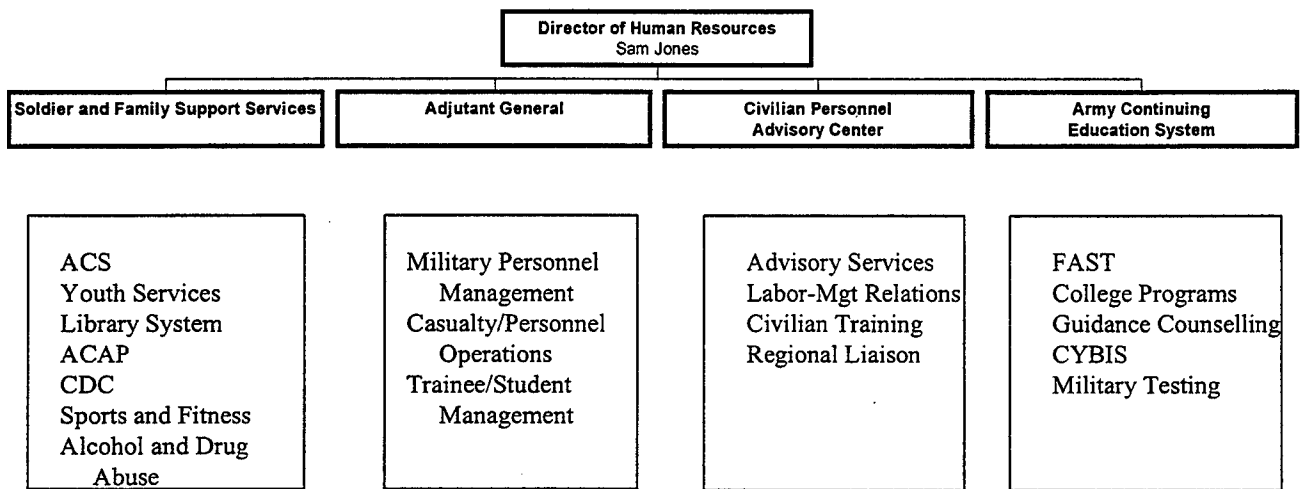 Director of Human Resources
Sam Jones
Soldier and Family Support Services
Adjutant General
Civilian Personnel
Advisory Center
Army Continuing
Education System
ACS
Youth Services
Library System
ACAP
CDC
Sports and Fitness
Alcohol and Drug
Abuse
Military Personnel
Management
Casualty/Personnel
Operations
Trainee/Student
Management
Advisory Services
Labor-Mgt Relations
Civilian Training
Regional Liaison
FAST
College Programs
Guidance Counselling
CYBIS
Military Testing